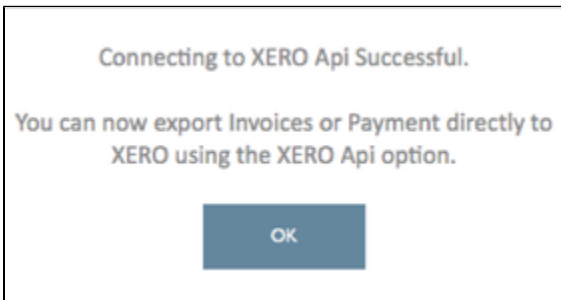 Connecting to XERO Api Successful.
You can now export Invoices or Payment directly to
XERO using the XERO Api option.
OK